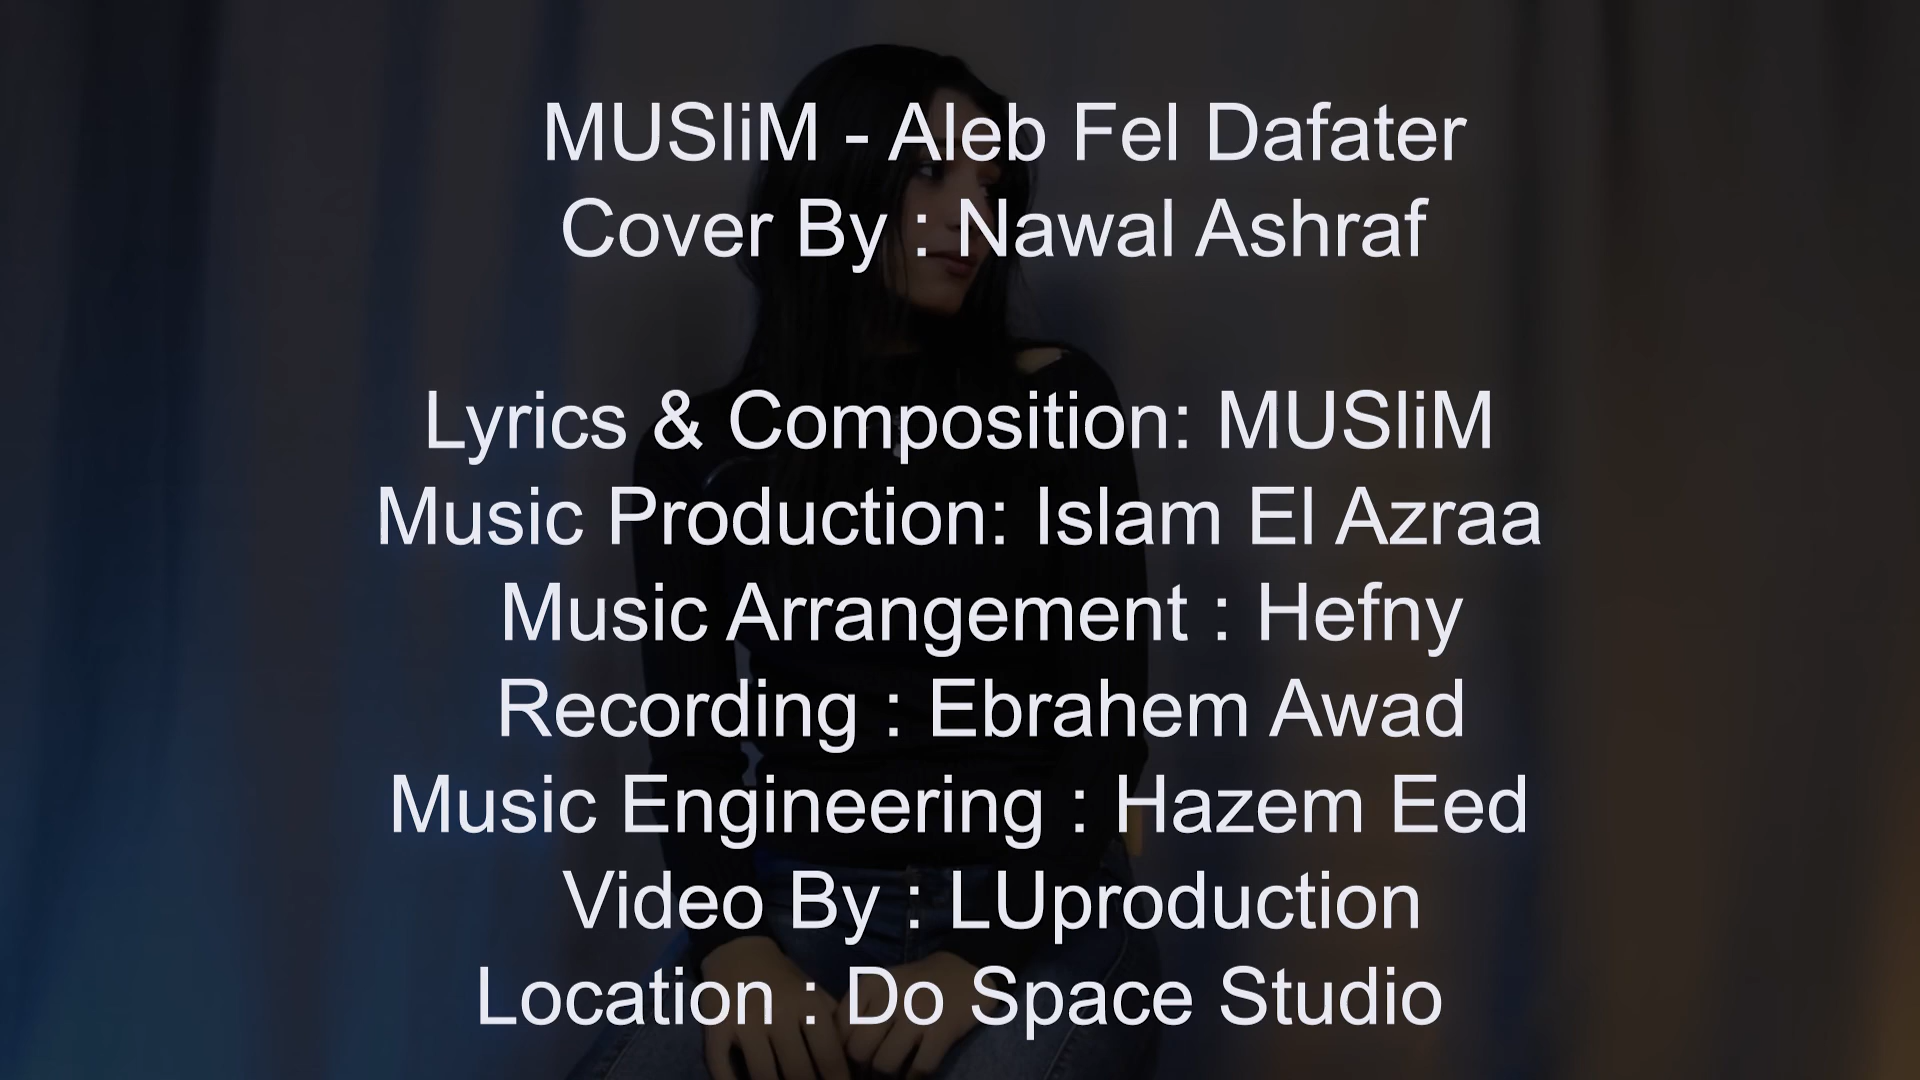 MUSliM - Aleb Fel Dafater
Cover By : Nawal Ashraf
Lyrics & Composition: MUSliM
Music Production: Islam El Azraa
Music Arrangement : Hefny
Recording : Ebrahem Awad
Music Engineering : Hazem Eed
Video By : LUproduction
Location : Do Space Studio